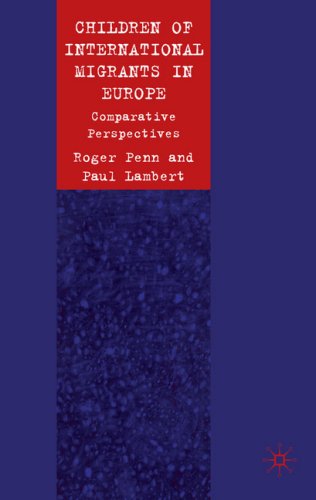 CHILDREN OF
INTERNATIONAL
MIGRANTS IN
EUROPE
Comparative
Perspectives
Roger Penn and
Paul Lambert